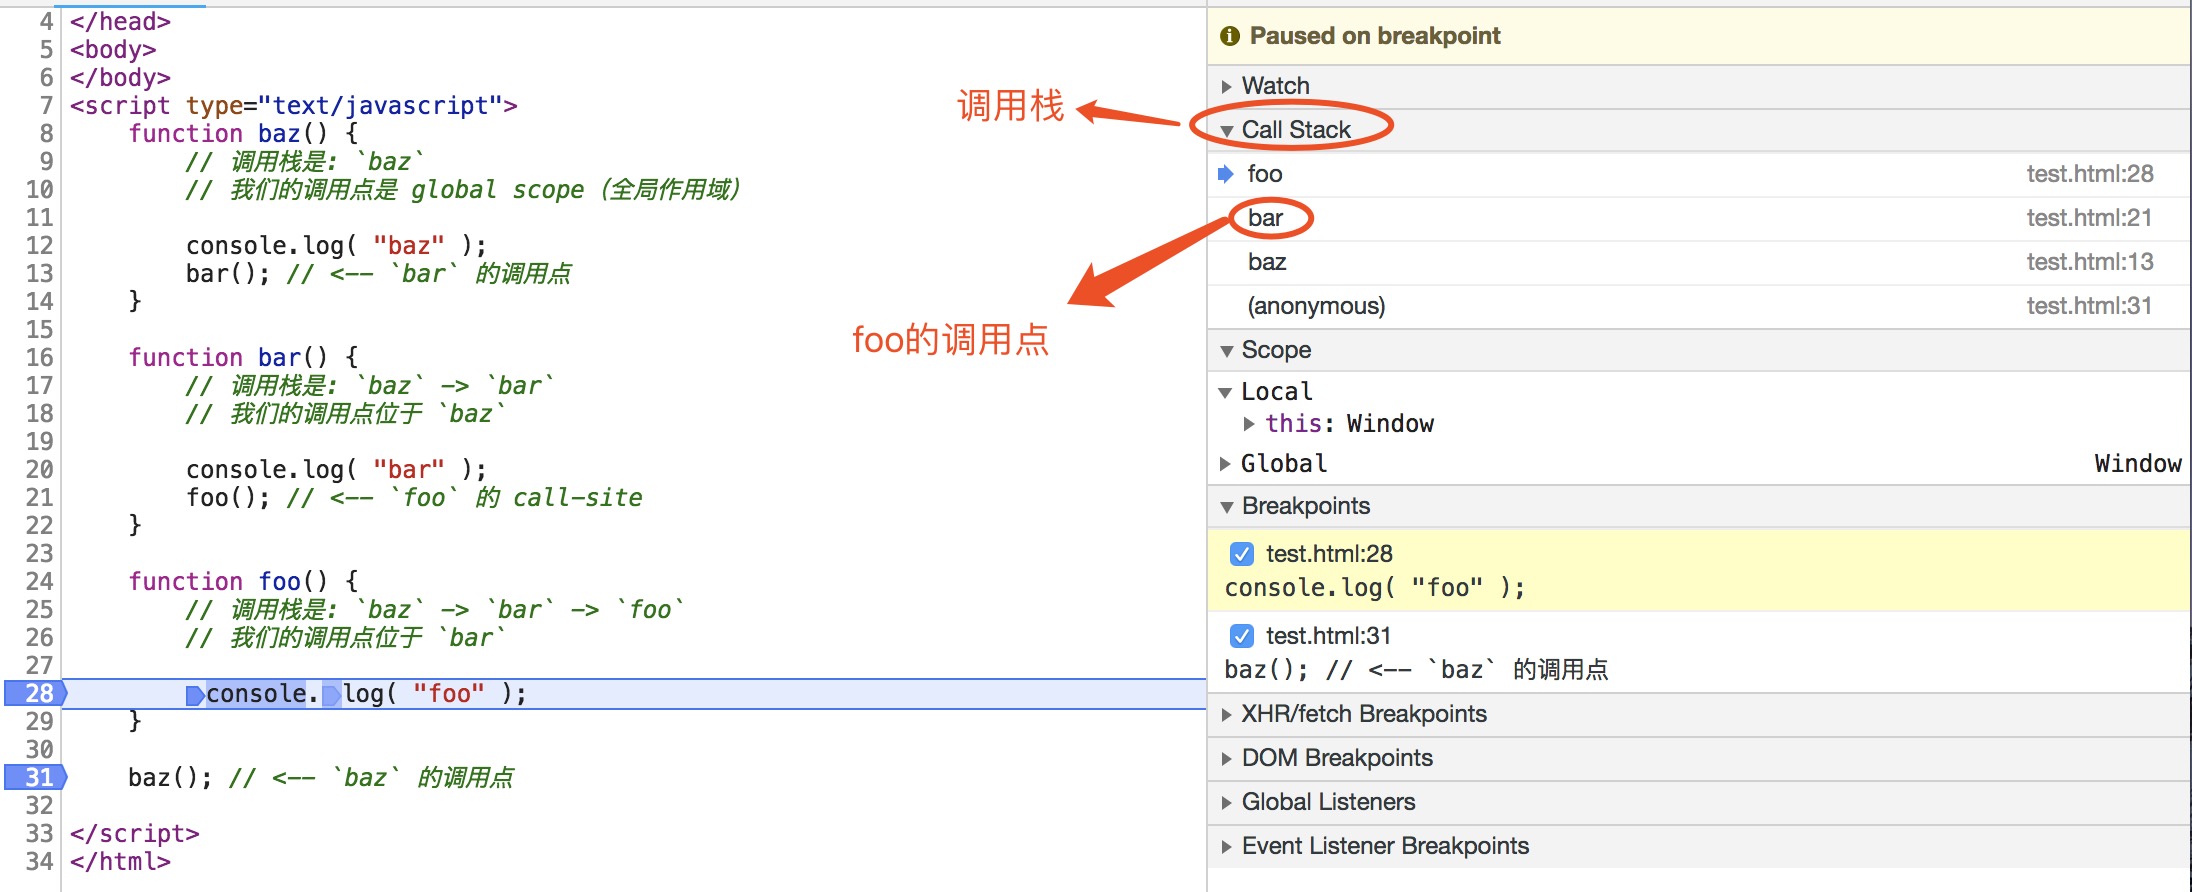 4 </head>
5 <body>
6 </body>
7 <script type="text/javascript">
8 function baz() {
9 // 调用栈是: `baz`
10 // 我们的调用点是 global scope（全局作用域）
11
12 console.log( "baz" );
13 bar(); // <-- `bar` 的调用点
14 }
15
16 function bar() {
17 // 调用栈是: `baz` -> `bar`
18 // 我们的调用点位于 `baz`
19
20 console.log( "bar" );
21 foo(); // <-- `foo` 的 call-site
22 }
23
24 function foo() {
25 // 调用栈是: `baz` -> `bar` -> `foo`
26 // 我们的调用点位于 `bar`
27
28 console.log( "foo" );
29 }
30
31 baz(); // <-- `baz` 的调用点
32
33 </script>
34 </html>
调用栈
foo的调用点
Paused on breakpoint
Watch
Call Stack
foo test.html:28
bar test.html:21
baz test.html:13
(anonymous) test.html:31
Scope
Local
this: Window
Global Window
Breakpoints
test.html:28
console.log( "foo" );
test.html:31
baz(); // <-- `baz` 的调用点
XHR/fetch Breakpoints
DOM Breakpoints
Global Listeners
Event Listener Breakpoints